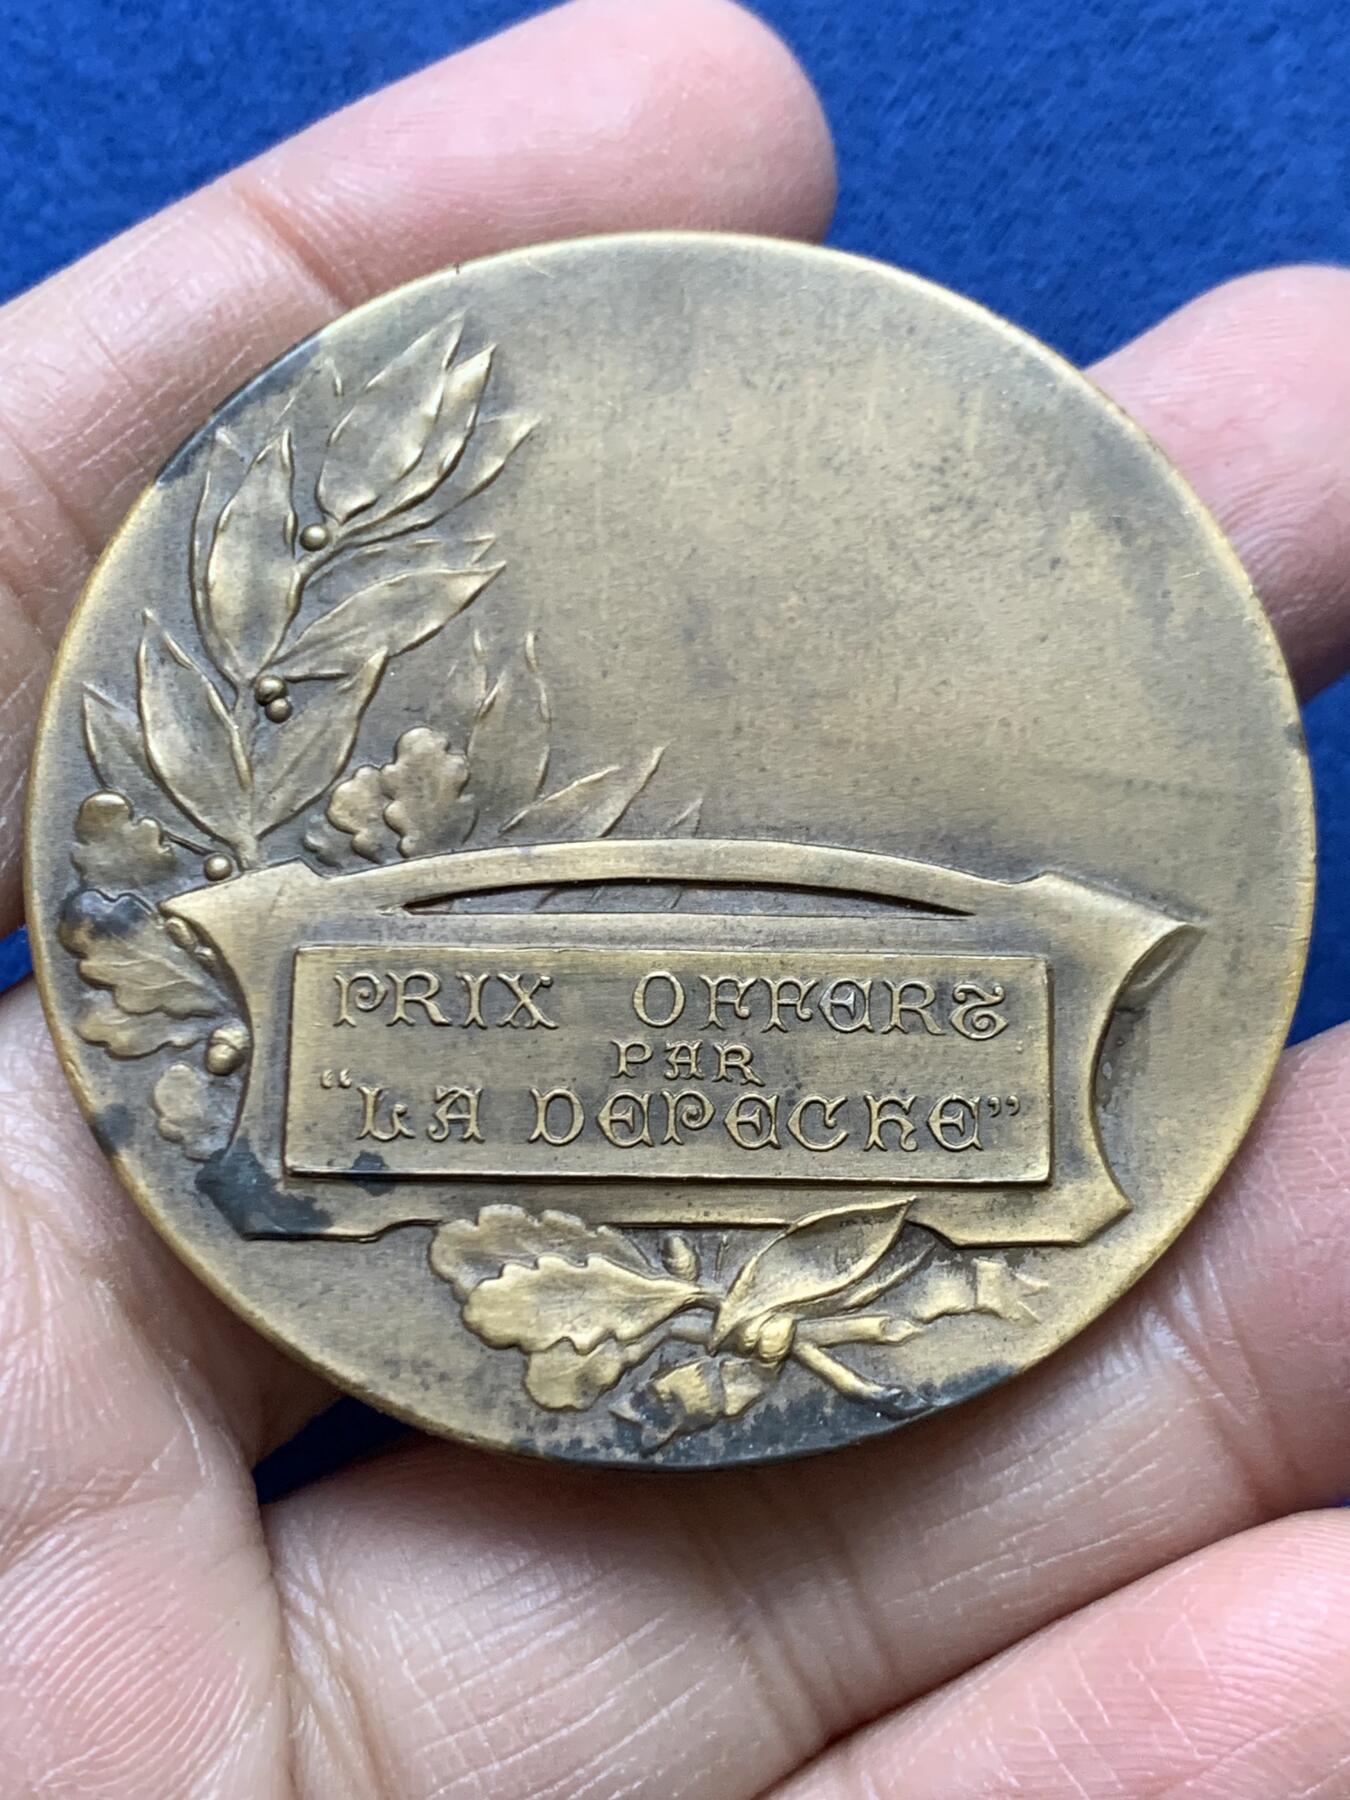 PRIX OFFERT
PAR
“LA DEPECHE”